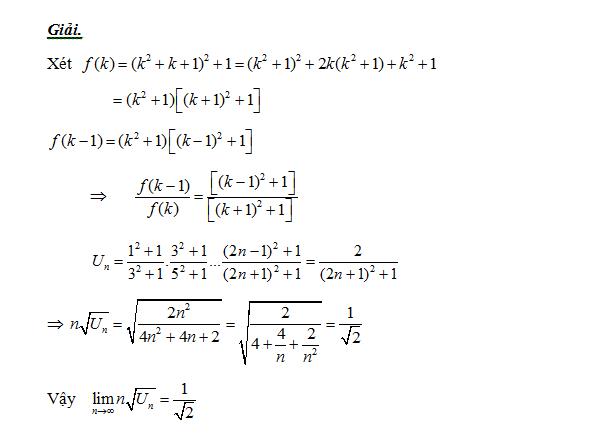 Giải.
Xét f(k) = (k² + k + 1)² + 1 = (k² + 1)² + 2k(k² + 1) + k² + 1
= (k² + 1)[(k + 1)² + 1]
f(k − 1) = (k² + 1)[(k − 1)² + 1]
⇒ f(k − 1)/f(k) = [(k − 1)² + 1]/[(k + 1)² + 1]
Uₙ = (1² + 1)/(3² + 1) . (3² + 1)/(5² + 1) ... ((2n − 1)² + 1)/((2n + 1)² + 1) = 2/((2n + 1)² + 1)
⇒ n√Uₙ = √(2n²/(4n² + 4n + 2)) = √(2/(4 + 4/n + 2/n²)) = 1/√2
Vậy lim n→∞ n√Uₙ = 1/√2